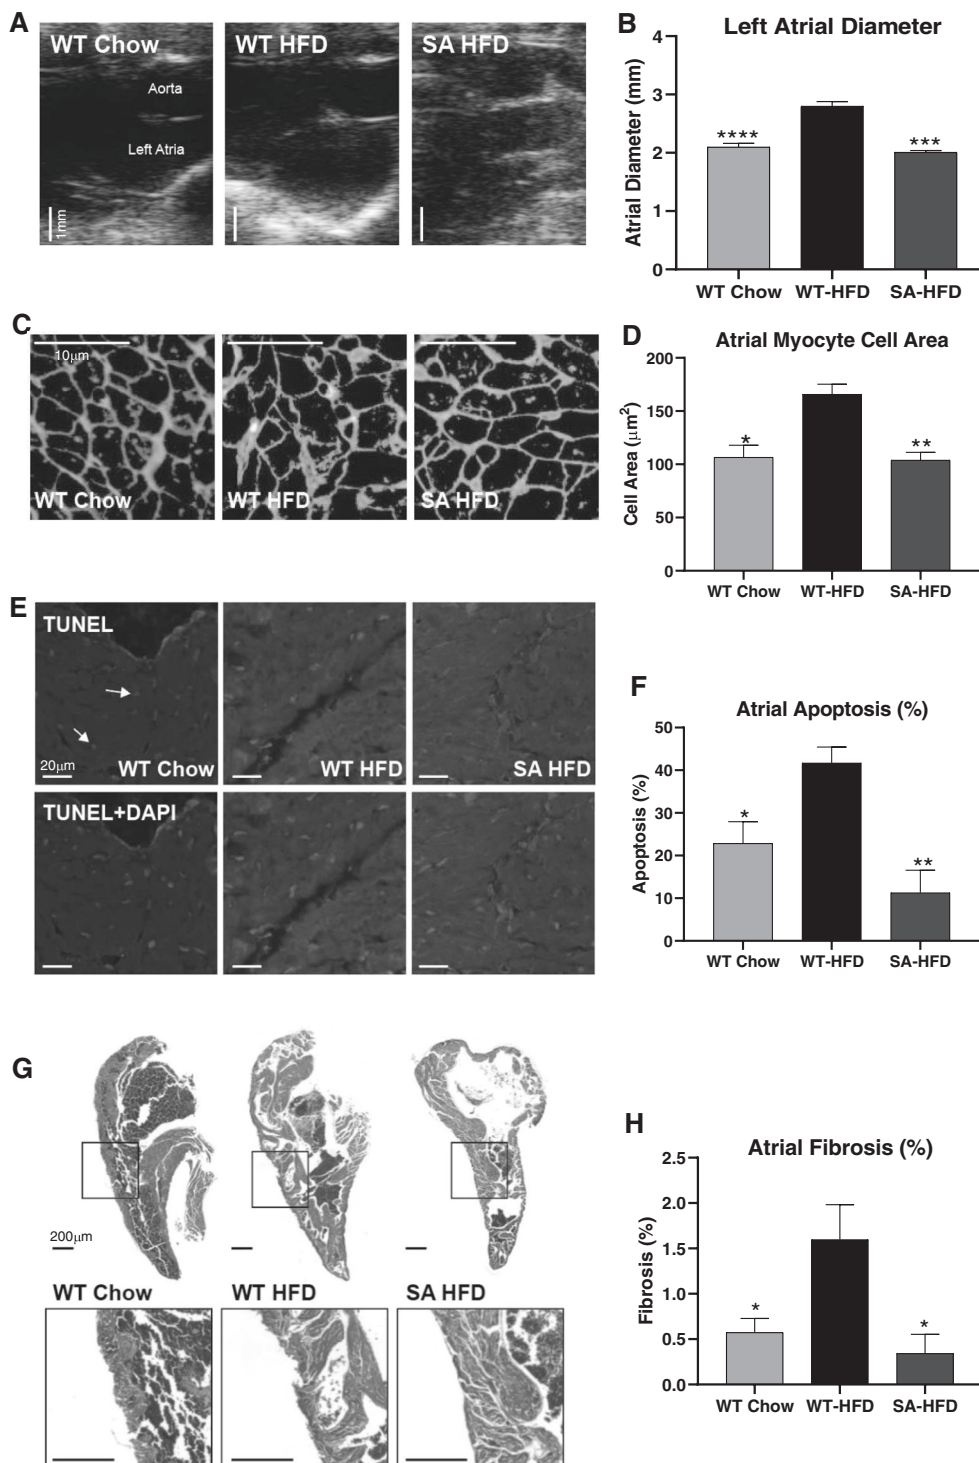 A
WT Chow
WT HFD
SA HFD
Aorta
Left Atria
1mm
B
Left Atrial Diameter
Atrial Diameter (mm)
4
3
2
1
0
****
***
WT Chow
WT-HFD
SA-HFD
C
10μm
WT Chow
WT HFD
SA HFD
D
Atrial Myocyte Cell Area
Cell Area (μm²)
200
150
100
50
0
*
**
WT Chow
WT-HFD
SA-HFD
E
TUNEL
20μm
WT Chow
WT HFD
SA HFD
TUNEL+DAPI
F
Atrial Apoptosis (%)
Apoptosis (%)
50
40
30
20
10
0
*
**
WT Chow
WT-HFD
SA-HFD
G
200μm
WT Chow
WT HFD
SA HFD
H
Atrial Fibrosis (%)
Fibrosis (%)
2.5
2.0
1.5
1.0
0.5
0.0
*
*
WT Chow
WT-HFD
SA-HFD